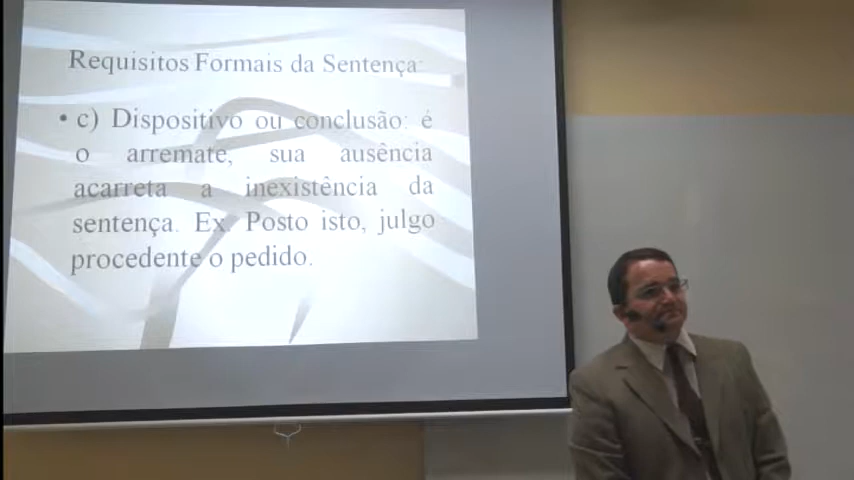 Requisitos Formais da Sentença:
• c) Dispositivo ou conclusão: é
o arremate, sua ausência
acarreta a inexistência da
sentença. Ex. Posto isto, julgo
procedente o pedido.